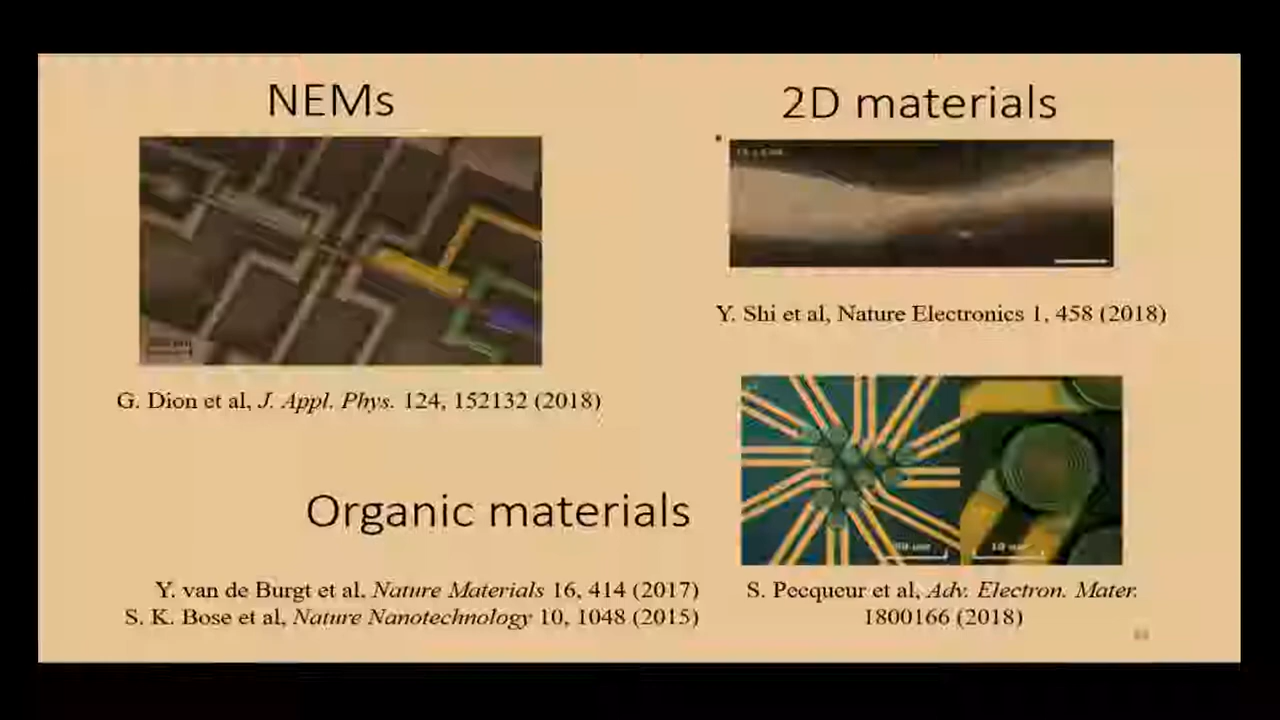 NEMs
2D materials
Y. Shi et al, Nature Electronics 1, 458 (2018)
G. Dion et al, J. Appl. Phys. 124, 152132 (2018)
Organic materials
Y. van de Burgt et al. Nature Materials 16, 414 (2017)
S. K. Bose et al, Nature Nanotechnology 10, 1048 (2015)
S. Pecqueur et al, Adv. Electron. Mater.
1800166 (2018)